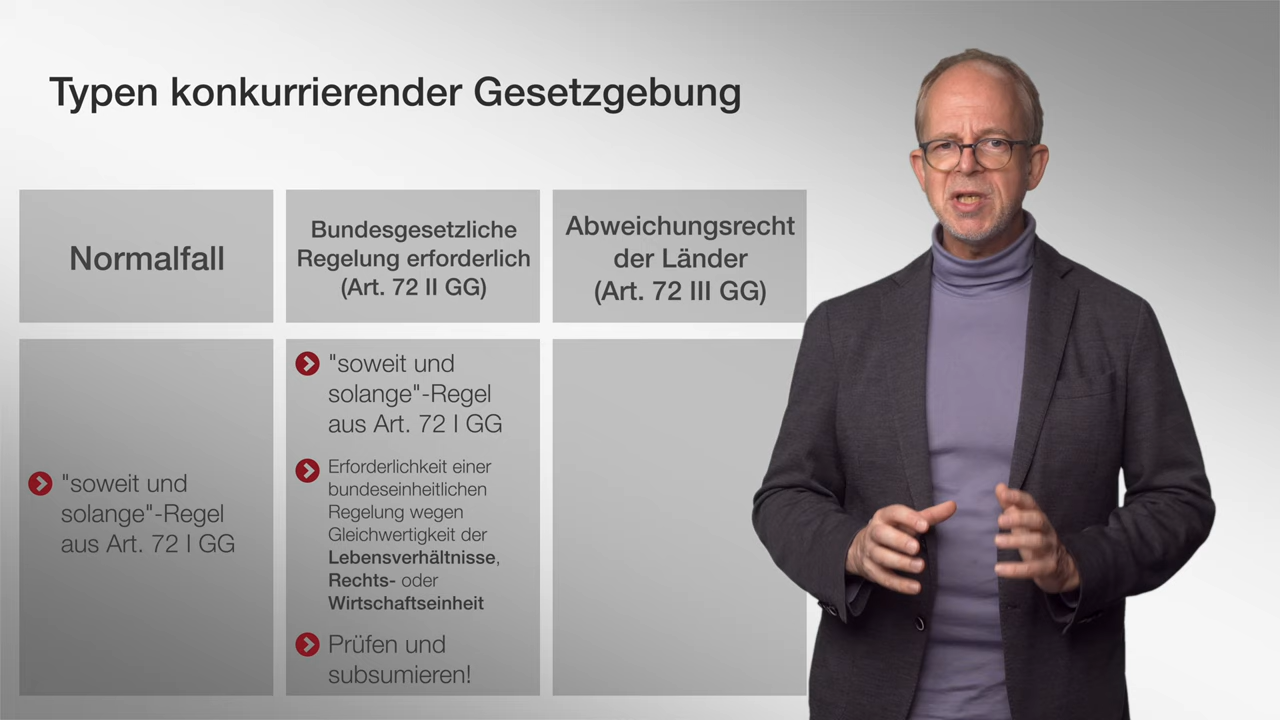 Typen konkurrierender Gesetzgebung
Normalfall
"soweit und
solange"-Regel
aus Art. 72 I GG
Bundesgesetzliche
Regelung erforderlich
(Art. 72 II GG)
"soweit und
solange"-Regel
aus Art. 72 I GG
Erforderlichkeit einer
bundeseinheitlichen
Regelung wegen
Gleichwertigkeit der
Lebensverhältnisse,
Rechts- oder
Wirtschaftseinheit
Prüfen und
subsumieren!
Abweichungsrecht
der Länder
(Art. 72 III GG)